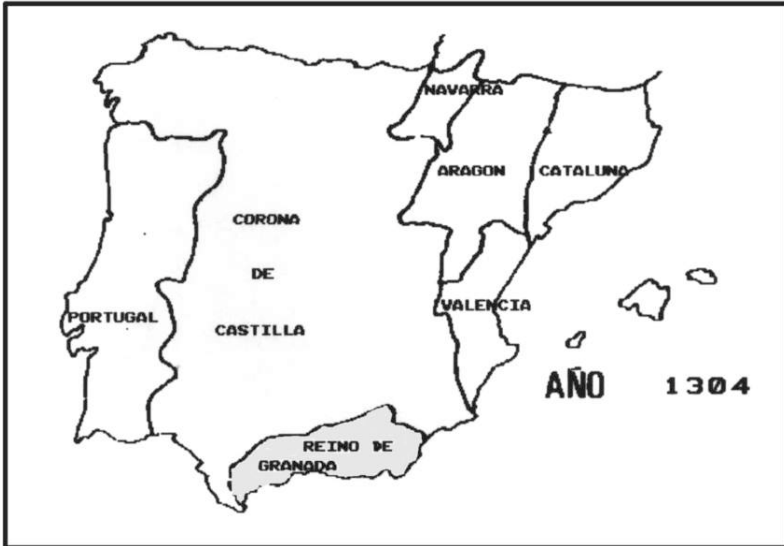 NAVARRA
ARAGON
CATALUNA
CORONA
DE
CASTILLA
PORTUGAL
VALENCIA
AÑO 1304
REINO DE
GRANADA